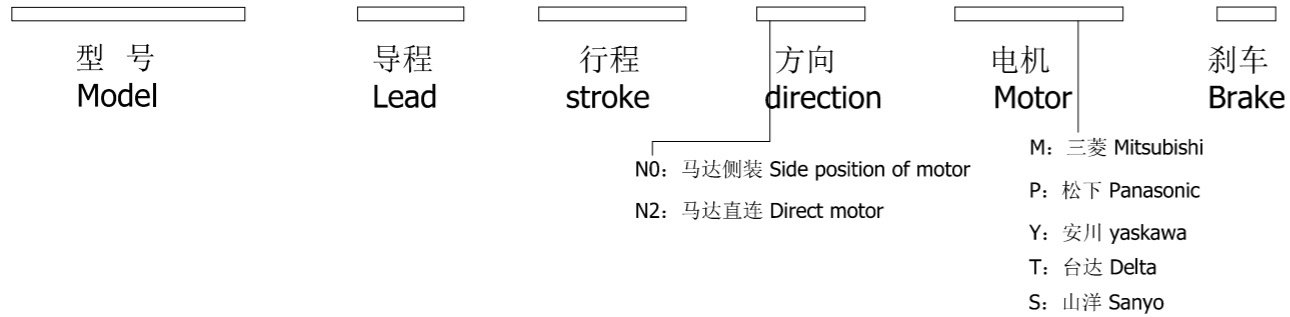 型 号 导程 行程 方向 电机 刹车
Model Lead stroke direction Motor Brake
N0：马达侧装 Side position of motor
N2：马达直连 Direct motor
M：三菱 Mitsubishi
P：松下 Panasonic
Y：安川 yaskawa
T：台达 Delta
S：山洋 Sanyo